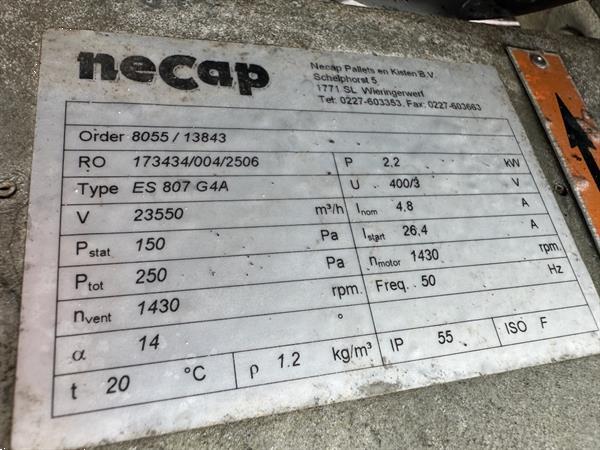 necap
Necap Pallets en Kisten B.V.
Schelphorst 5
1771 SL Wieringerwerf
Tel: 0227-603353, Fax: 0227-603663
Order 8055 / 13843
RO 173434/004/2506 P 2,2 kW
Type ES 807 G4A U 400/3 V
V 23550 m³/h Inom 4,8 A
Pstat 150 Pa Istart 26,4 A
Ptot 250 Pa nmotor 1430 rpm
nvent 1430 rpm. Freq. 50 Hz
α 14 °
t 20 °C ρ 1.2 kg/m³ IP 55 ISO F